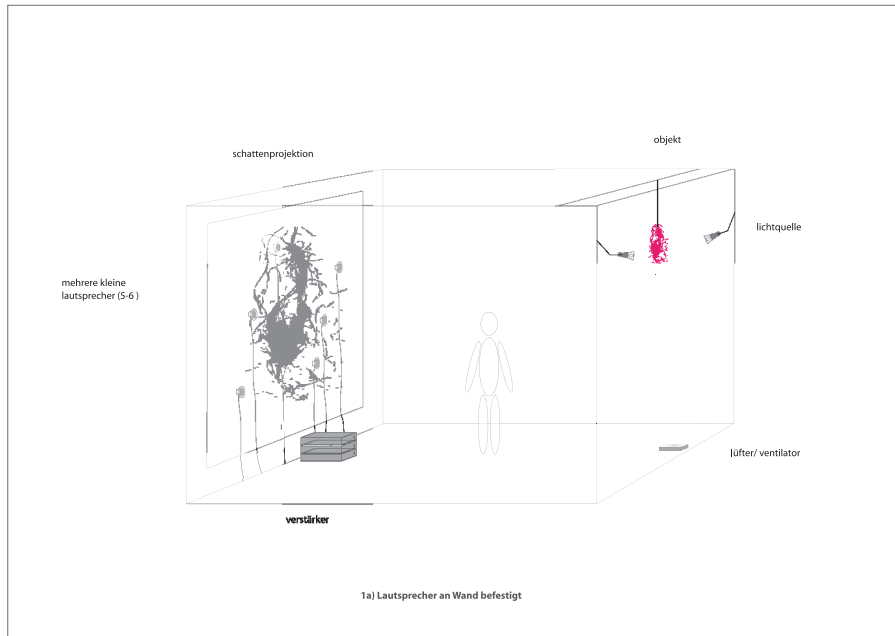 objekt
schattenprojektion
lichtquelle
mehrere kleine
lautsprecher (5-6 )
lüfter/ ventilator
verstärker
1a) Lautsprecher an Wand befestigt